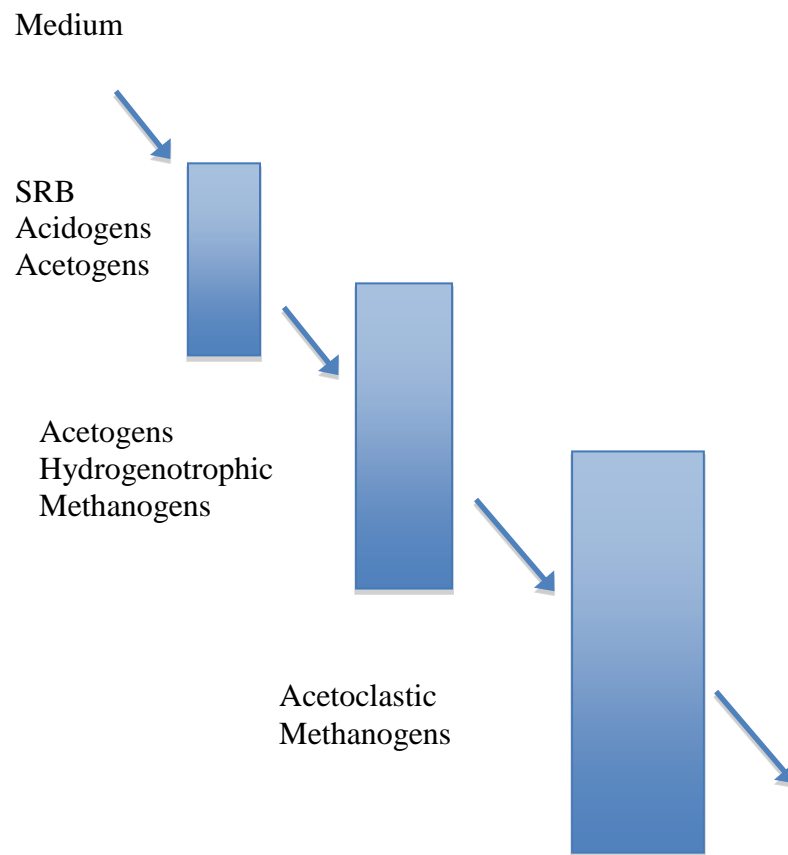 Medium
SRB
Acidogens
Acetogens
Acetogens
Hydrogenotrophic
Methanogens
Acetoclastic
Methanogens